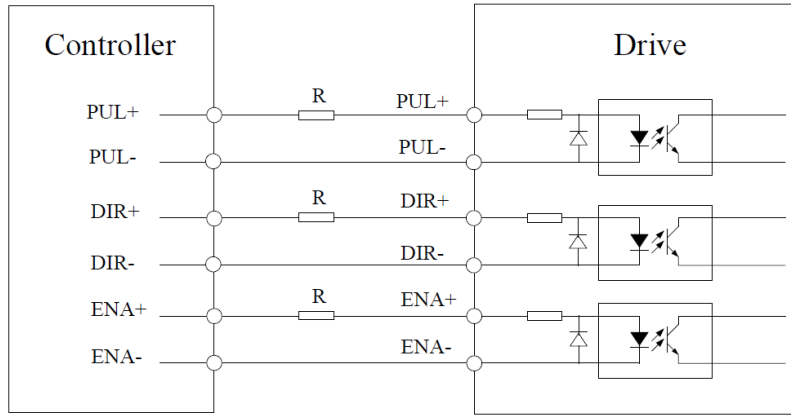 Controller
Drive
R
PUL+
PUL+
PUL-
PUL-
R
DIR+
DIR+
DIR-
DIR-
R
ENA+
ENA+
ENA-
ENA-